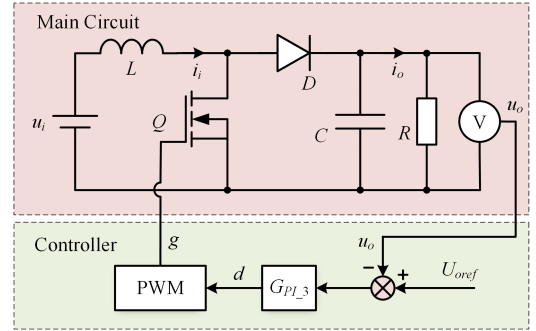 Main Circuit
L
i_i
D
i_o
u_o
u_i
Q
C
R
V
Controller
g
u_o
U_oref
d
PWM
G_PI_3
− +